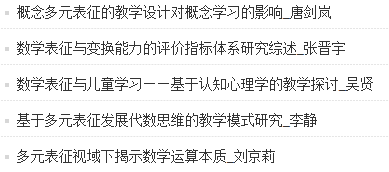 概念多元表征的教学设计对概念学习的影响_唐剑岚
数学表征与变换能力的评价指标体系研究综述_张晋宇
数学表征与儿童学习——基于认知心理学的教学探讨_吴贤
基于多元表征发展代数思维的教学模式研究_李静
多元表征视域下揭示数学运算本质_刘京莉